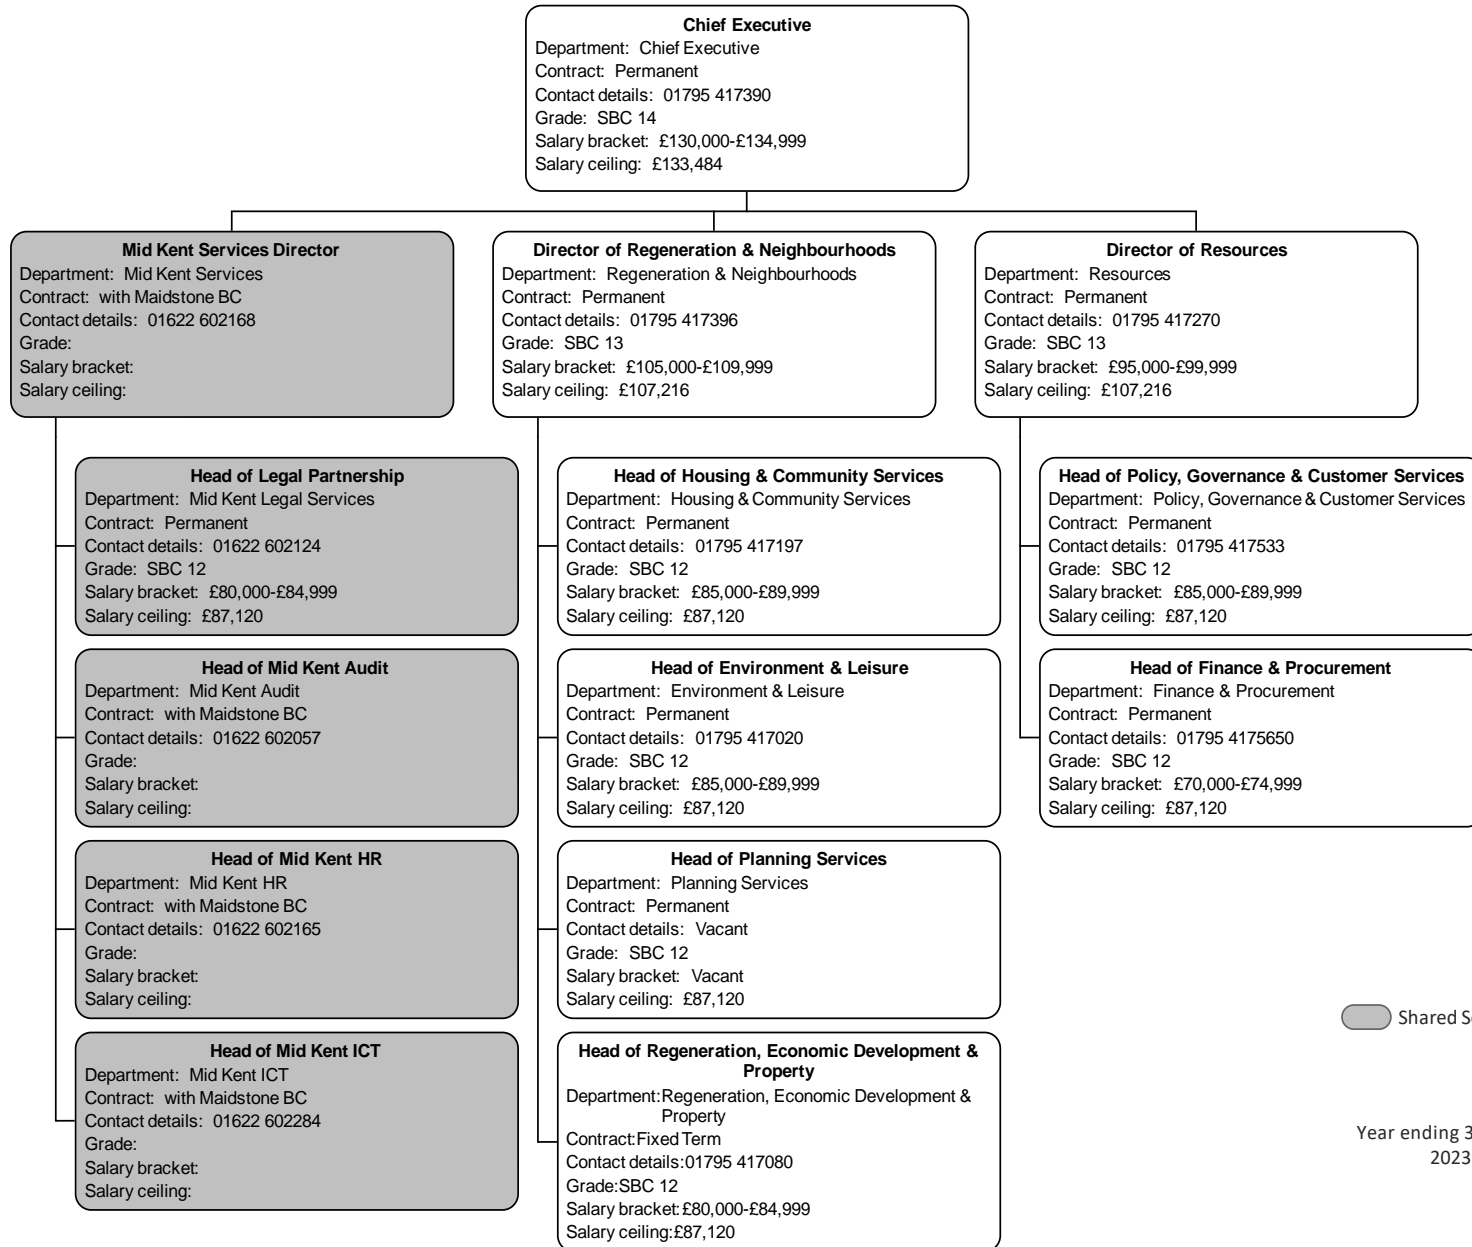 Chief Executive
Department: Chief Executive
Contract: Permanent
Contact details: 01795 417390
Grade: SBC 14
Salary bracket: £130,000-£134,999
Salary ceiling: £133,484
Mid Kent Services Director
Department: Mid Kent Services
Contract: with Maidstone BC
Contact details: 01622 602168
Grade:
Salary bracket:
Salary ceiling:
Director of Regeneration & Neighbourhoods
Department: Regeneration & Neighbourhoods
Contract: Permanent
Contact details: 01795 417396
Grade: SBC 13
Salary bracket: £105,000-£109,999
Salary ceiling: £107,216
Director of Resources
Department: Resources
Contract: Permanent
Contact details: 01795 417270
Grade: SBC 13
Salary bracket: £95,000-£99,999
Salary ceiling: £107,216
Head of Legal Partnership
Department: Mid Kent Legal Services
Contract: Permanent
Contact details: 01622 602124
Grade: SBC 12
Salary bracket: £80,000-£84,999
Salary ceiling: £87,120
Head of Mid Kent Audit
Department: Mid Kent Audit
Contract: with Maidstone BC
Contact details: 01622 602057
Grade:
Salary bracket:
Salary ceiling:
Head of Mid Kent HR
Department: Mid Kent HR
Contract: with Maidstone BC
Contact details: 01622 602165
Grade:
Salary bracket:
Salary ceiling:
Head of Mid Kent ICT
Department: Mid Kent ICT
Contract: with Maidstone BC
Contact details: 01622 602284
Grade:
Salary bracket:
Salary ceiling:
Head of Housing & Community Services
Department: Housing & Community Services
Contract: Permanent
Contact details: 01795 417197
Grade: SBC 12
Salary bracket: £85,000-£89,999
Salary ceiling: £87,120
Head of Environment & Leisure
Department: Environment & Leisure
Contract: Permanent
Contact details: 01795 417020
Grade: SBC 12
Salary bracket: £85,000-£89,999
Salary ceiling: £87,120
Head of Planning Services
Department: Planning Services
Contract: Permanent
Contact details: Vacant
Grade: SBC 12
Salary bracket: Vacant
Salary ceiling: £87,120
Head of Regeneration, Economic Development &
Property
Department:Regeneration, Economic Development &
Property
Contract:Fixed Term
Contact details:01795 417080
Grade:SBC 12
Salary bracket:£80,000-£84,999
Salary ceiling:£87,120
Head of Policy, Governance & Customer Services
Department: Policy, Governance & Customer Services
Contract: Permanent
Contact details: 01795 417533
Grade: SBC 12
Salary bracket: £85,000-£89,999
Salary ceiling: £87,120
Head of Finance & Procurement
Department: Finance & Procurement
Contract: Permanent
Contact details: 01795 4175650
Grade: SBC 12
Salary bracket: £70,000-£74,999
Salary ceiling: £87,120
Shared
Year ending
2023